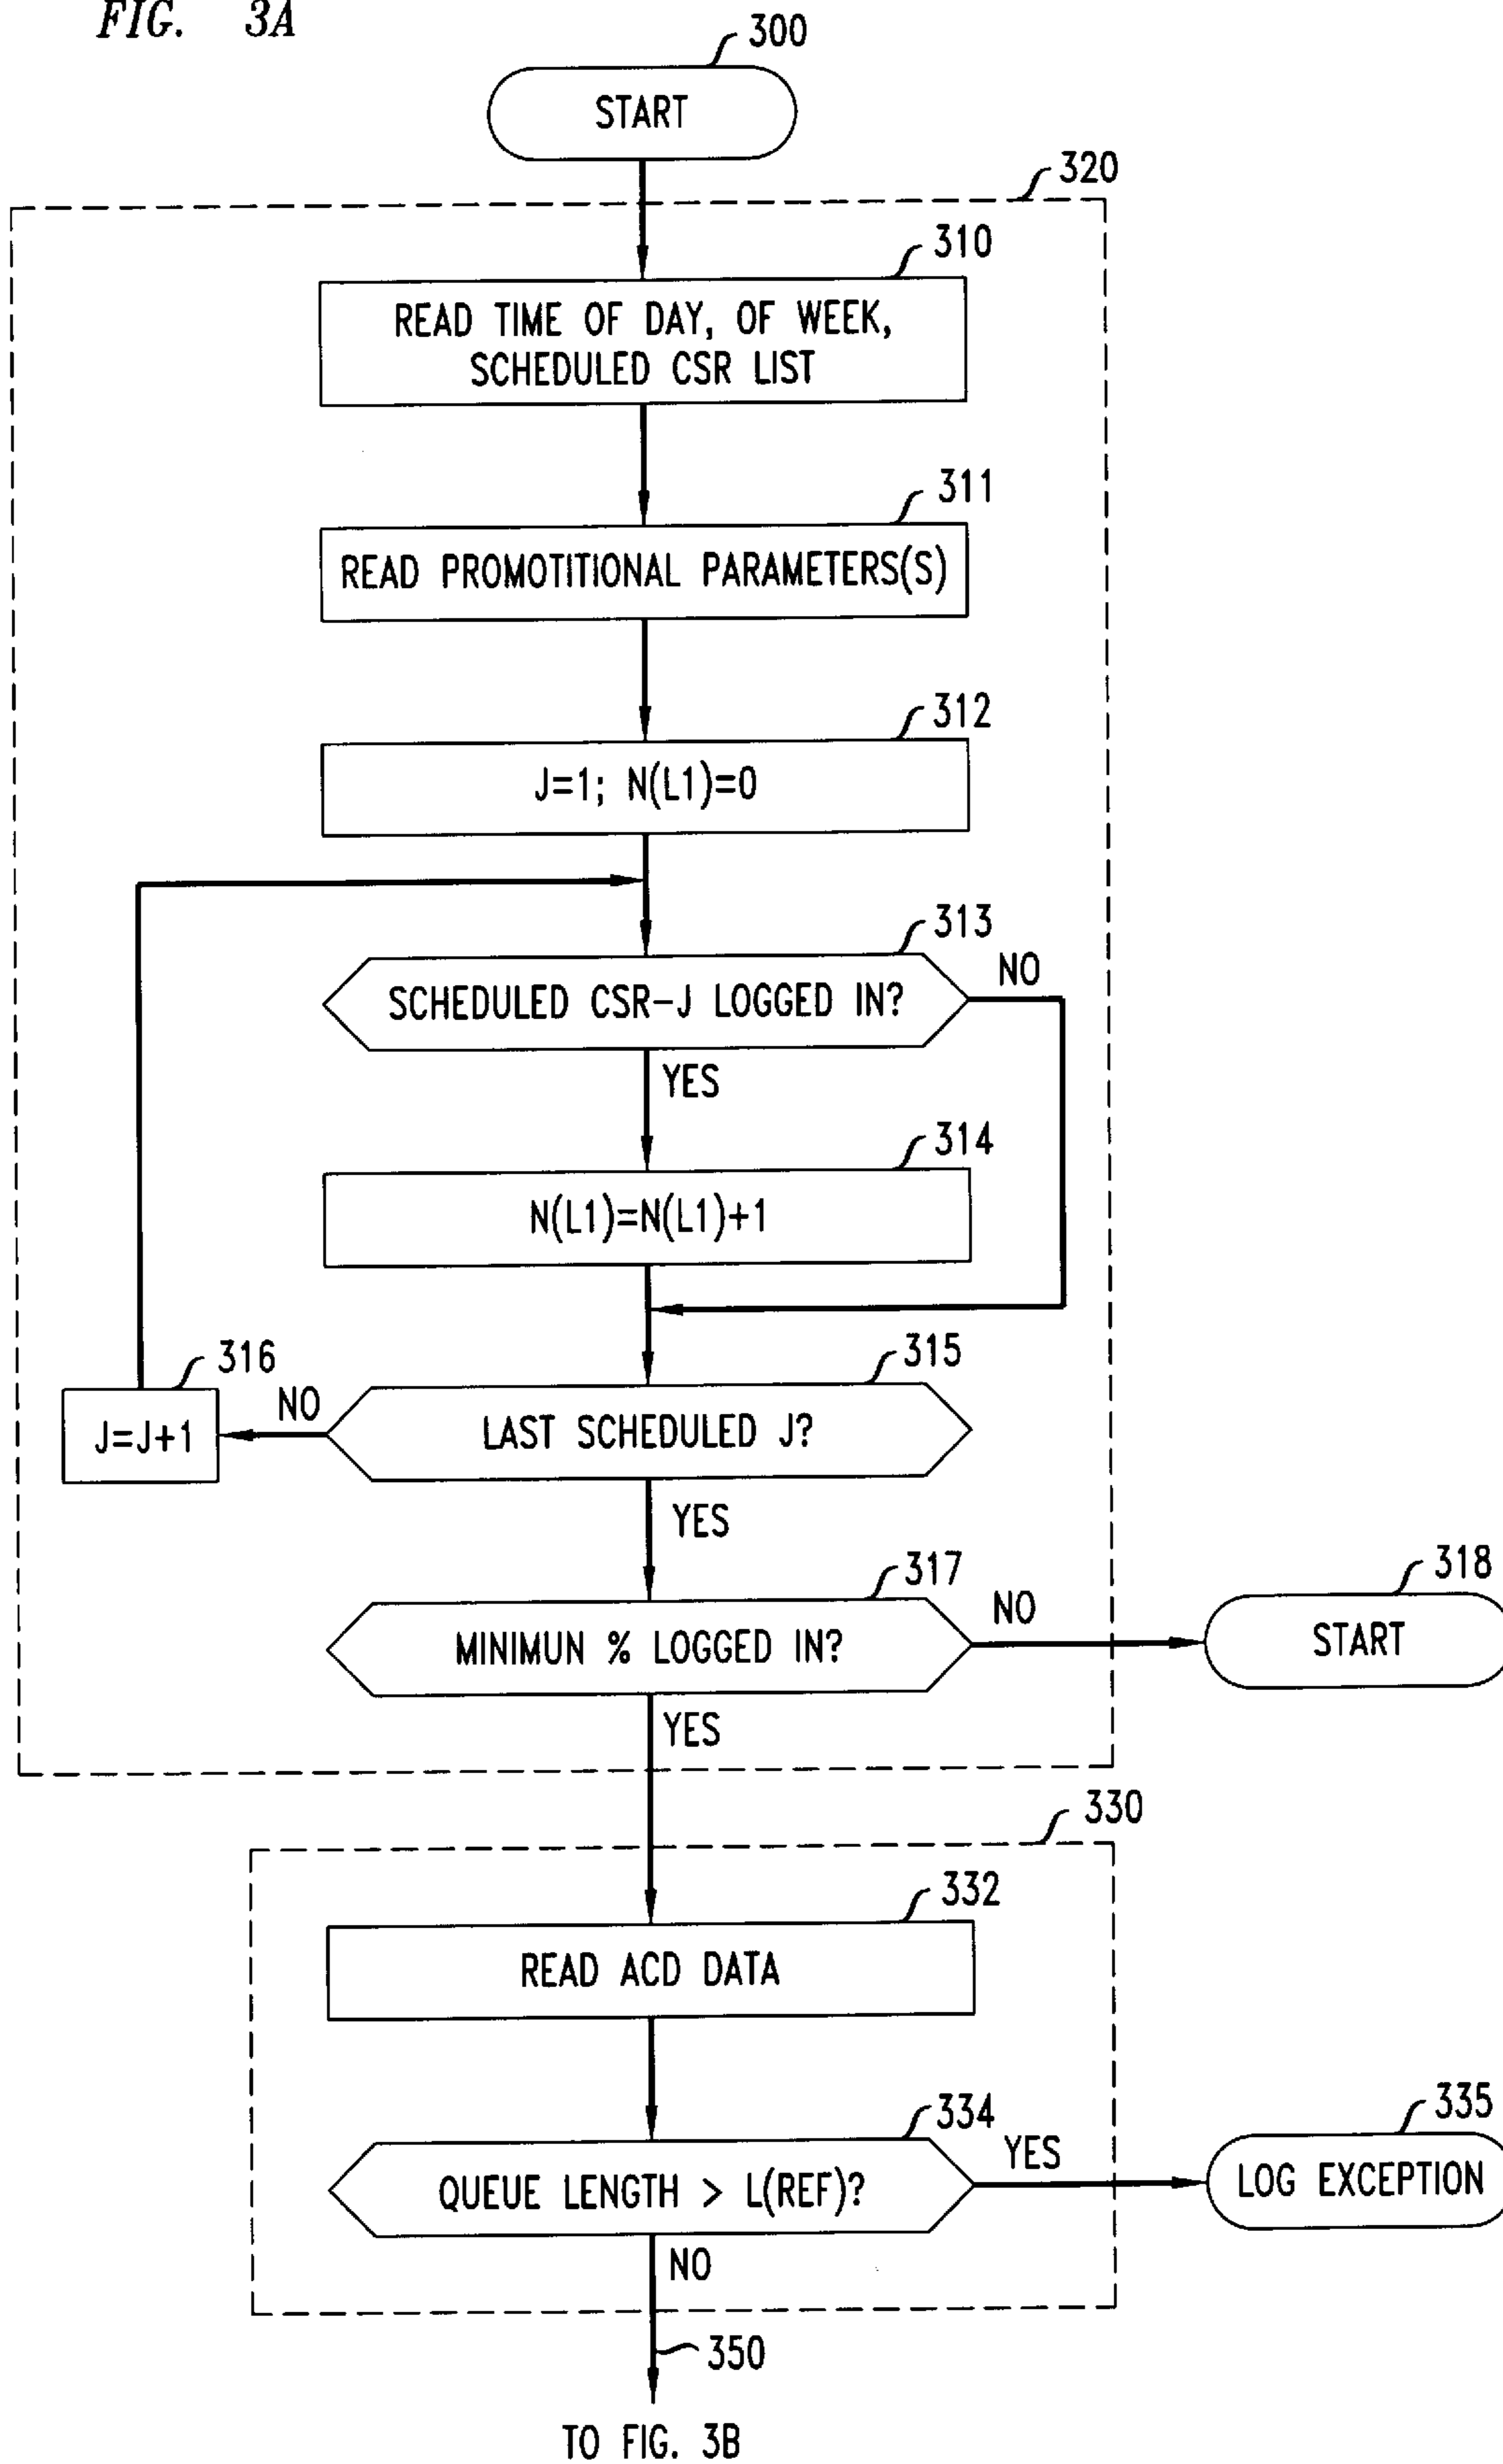 FIG. 3A
300
START
320
310
READ TIME OF DAY, OF WEEK,
SCHEDULED CSR LIST
311
READ PROMOTITIONAL PARAMETERS(S)
312
J=1; N(L1)=0
313
SCHEDULED CSR-J LOGGED IN?
NO
YES
314
N(L1)=N(L1)+1
316
J=J+1
NO
315
LAST SCHEDULED J?
YES
317
MINIMUN % LOGGED IN?
NO
318
START
YES
330
332
READ ACD DATA
334
QUEUE LENGTH > L(REF)?
YES
335
LOG EXCEPTION
NO
350
TO FIG. 3B